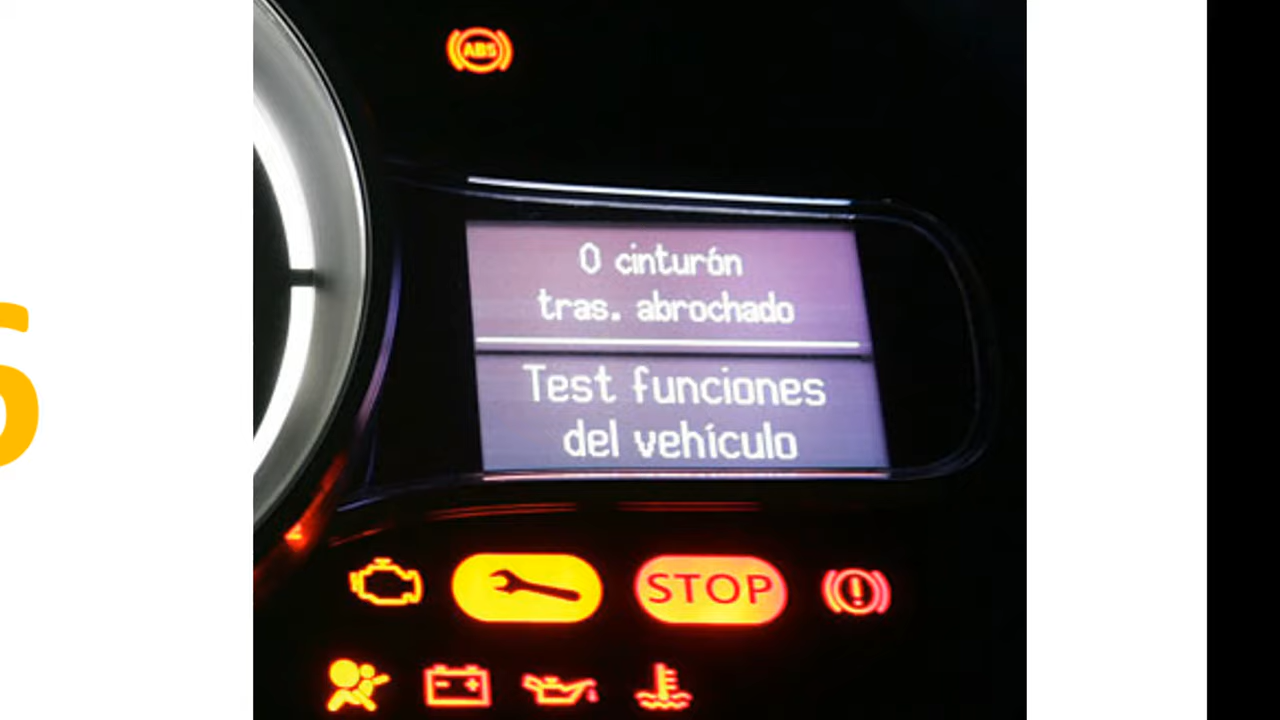 ABS
0 cinturón
tras. abrochado
Test funciones
del vehículo
STOP